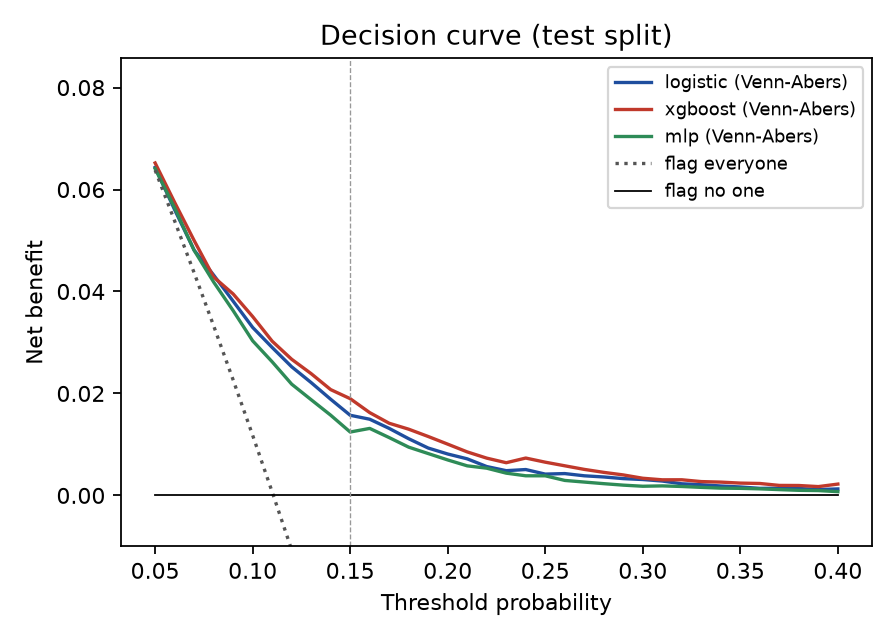 Decision curve (test split)
logistic (Venn-Abers)
xgboost (Venn-Abers)
mlp (Venn-Abers)
flag everyone
flag no one
Net benefit
0.08
0.06
0.04
0.02
0.00
0.05 0.10 0.15 0.20 0.25 0.30 0.35 0.40
Threshold probability